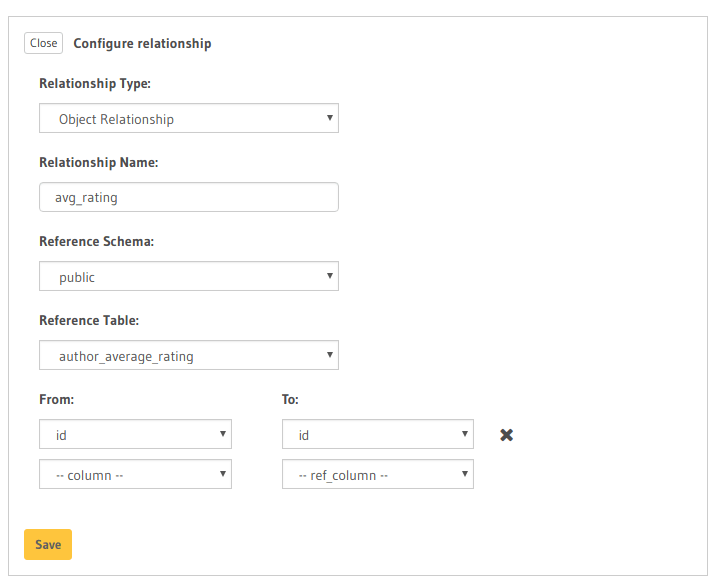 Close Configure relationship
Relationship Type:
Object Relationship
Relationship Name:
avg_rating
Reference Schema:
public
Reference Table:
author_average_rating
From: To:
id id
-- column -- -- ref_column --
Save